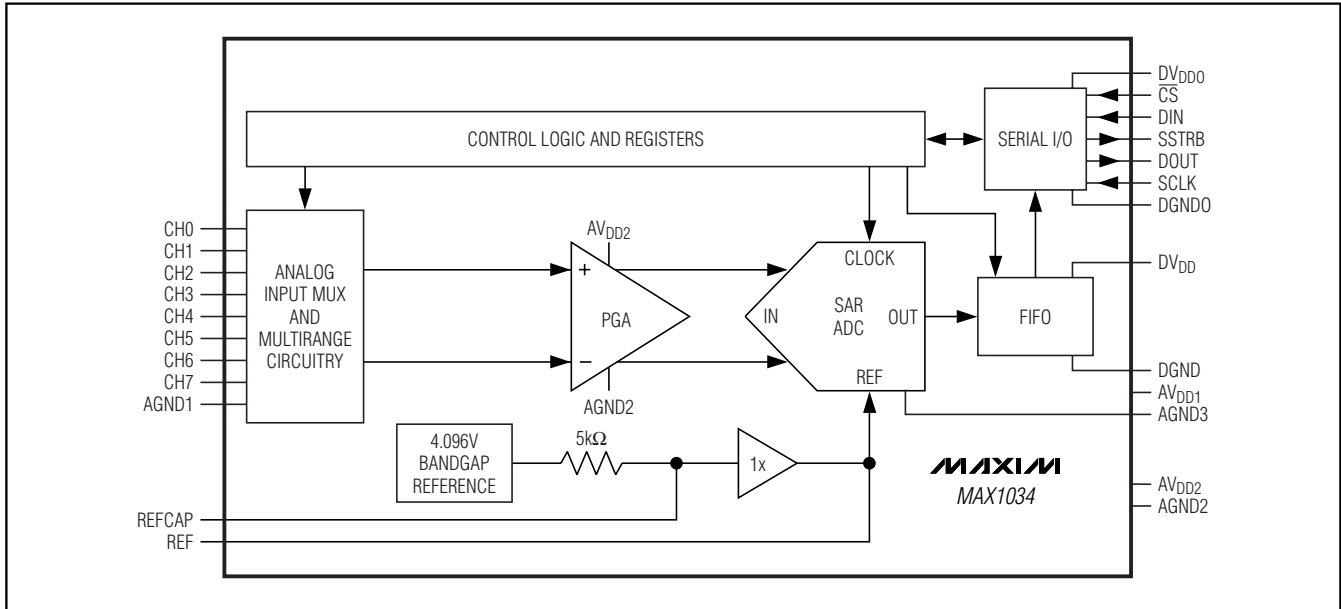 CONTROL LOGIC AND REGISTERS
SERIAL I/O
DVDDO
CS
DIN
SSTRB
DOUT
SCLK
DGNDO
CH0
CH1
CH2
CH3
CH4
CH5
CH6
CH7
AGND1
ANALOG
INPUT MUX
AND
MULTIRANGE
CIRCUITRY
AVDD2
+
PGA
−
AGND2
CLOCK
IN
SAR
ADC
OUT
REF
FIFO
DVDD
DGND
AVDD1
AGND3
4.096V
BANDGAP
REFERENCE
5kΩ
1x
MAXIM
MAX1034
AVDD2
AGND2
REFCAP
REF